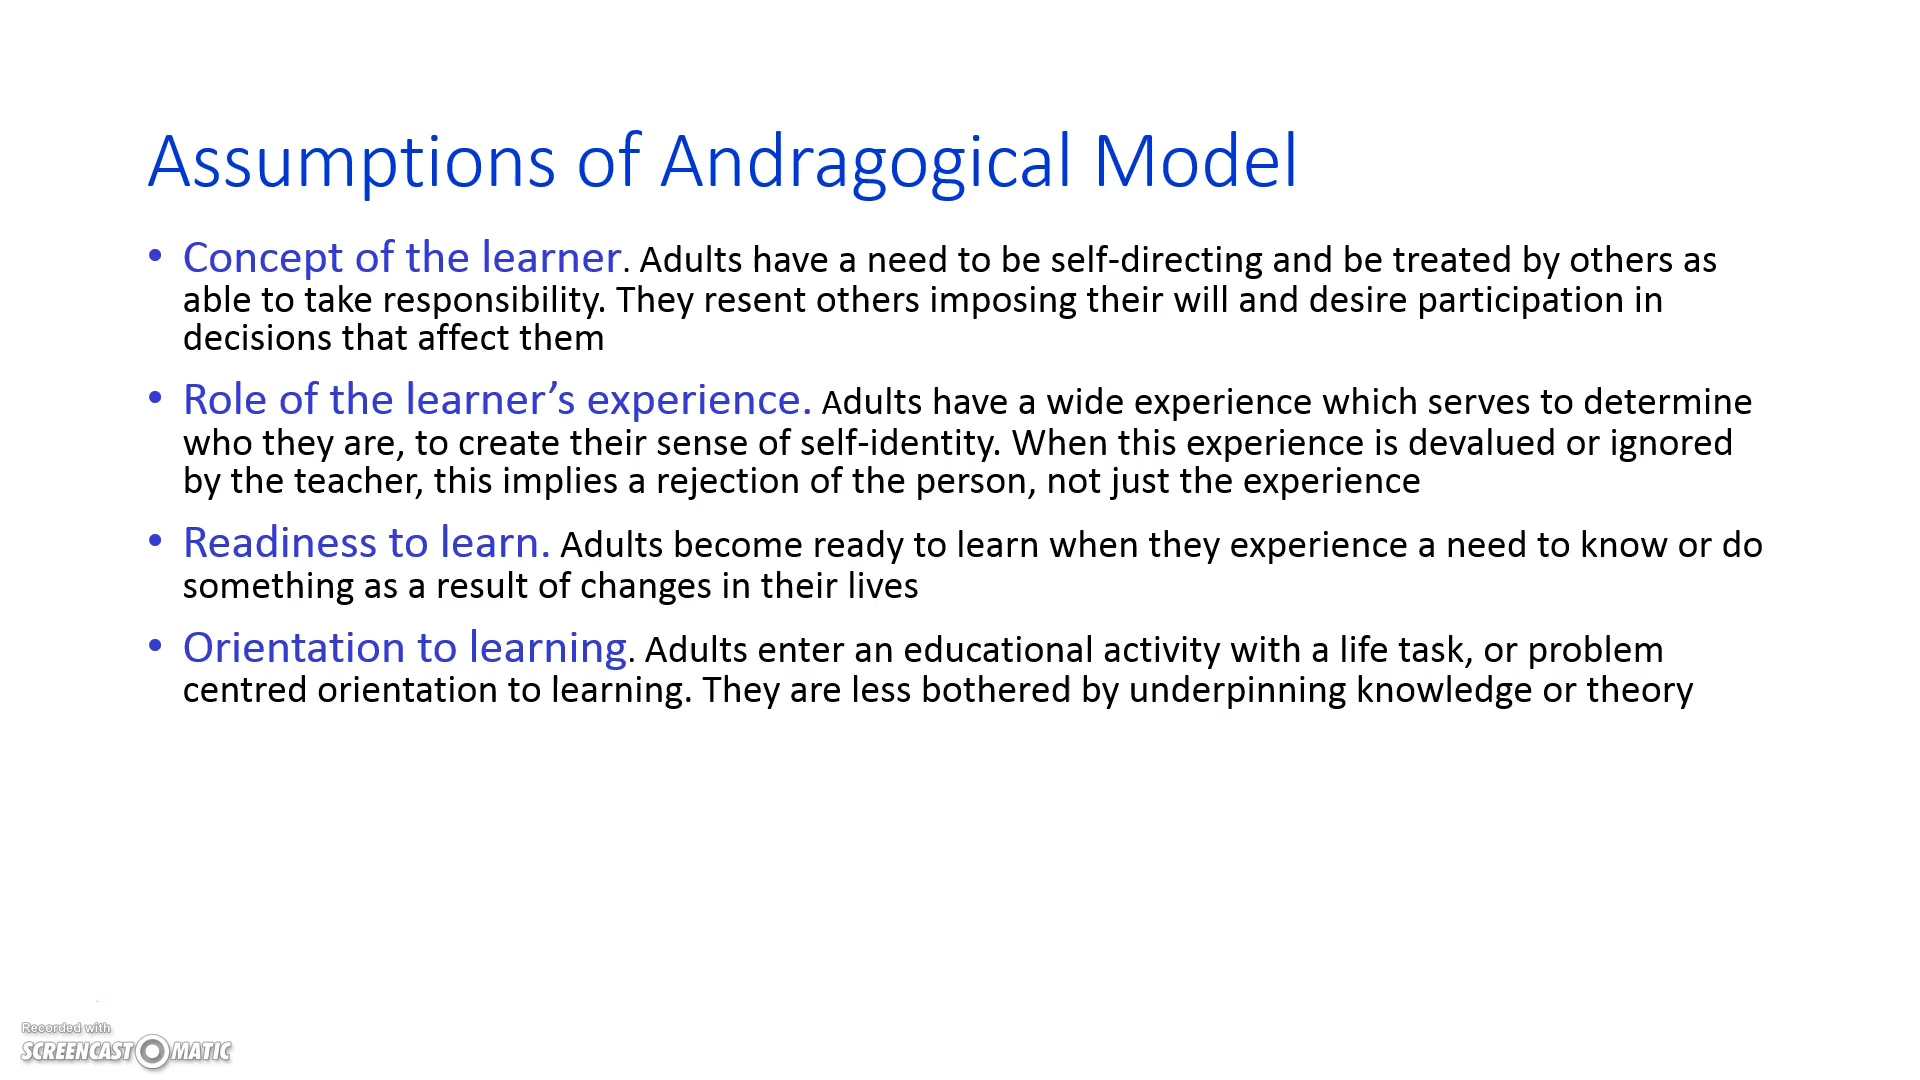 Assumptions of Andragogical Model
• Concept of the learner. Adults have a need to be self-directing and be treated by others as
able to take responsibility. They resent others imposing their will and desire participation in
decisions that affect them
• Role of the learner’s experience. Adults have a wide experience which serves to determine
who they are, to create their sense of self-identity. When this experience is devalued or ignored
by the teacher, this implies a rejection of the person, not just the experience
• Readiness to learn. Adults become ready to learn when they experience a need to know or do
something as a result of changes in their lives
• Orientation to learning. Adults enter an educational activity with a life task, or problem
centred orientation to learning. They are less bothered by underpinning knowledge or theory
Recorded with
SCREENCAST-O-MATIC